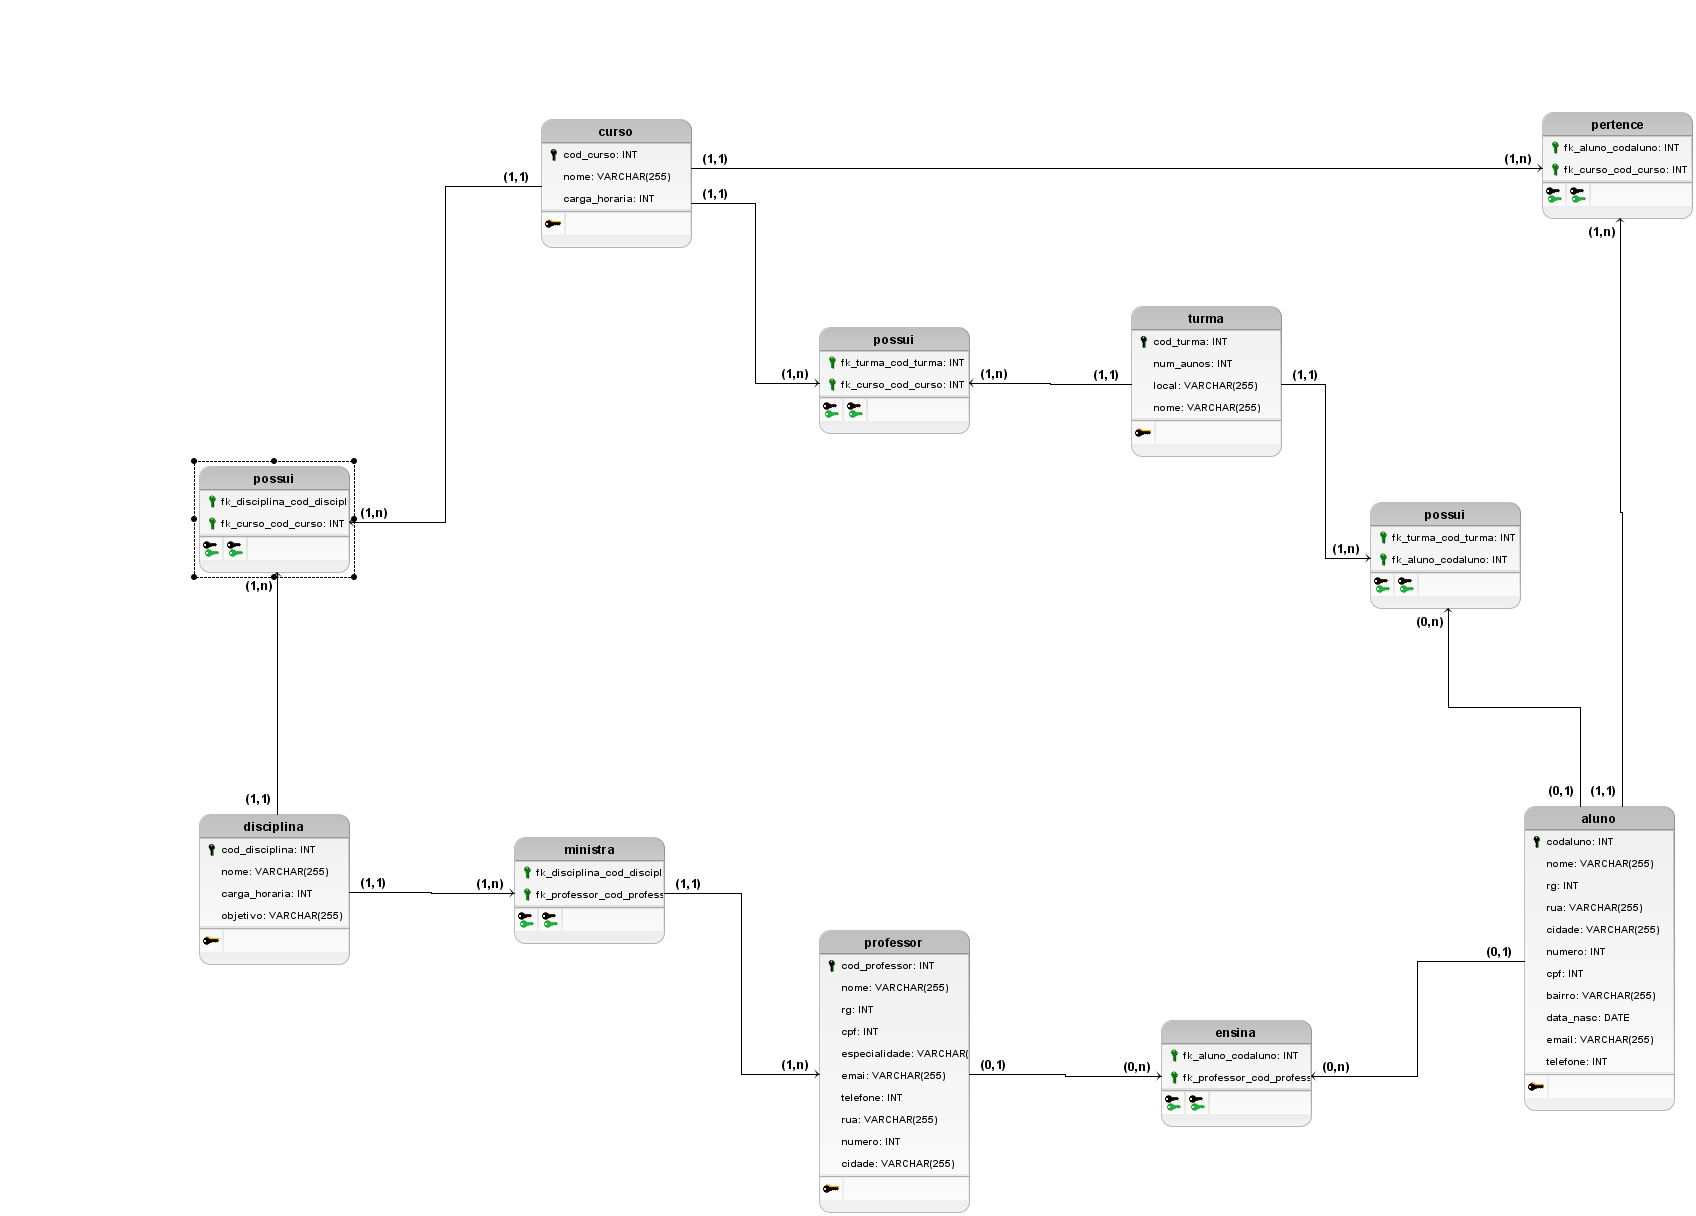 curso
cod_curso: INT
nome: VARCHAR(255)
carga_horaria: INT
(1,1)
(1,1)
(1,1)
(1,n)
pertence
fk_aluno_codaluno: INT
fk_curso_cod_curso: INT
(1,n)
possui
fk_turma_cod_turma: INT
fk_curso_cod_curso: INT
(1,n)
(1,n)
(1,1)
turma
cod_turma: INT
num_aunos: INT
local: VARCHAR(255)
nome: VARCHAR(255)
(1,1)
possui
fk_disciplina_cod_discipl
fk_curso_cod_curso: INT
(1,n)
(1,n)
possui
fk_turma_cod_turma: INT
fk_aluno_codaluno: INT
(1,n)
(0,n)
(1,1)
disciplina
cod_disciplina: INT
nome: VARCHAR(255)
carga_horaria: INT
objetivo: VARCHAR(255)
(1,1)
(1,n)
ministra
fk_disciplina_cod_discipl
fk_professor_cod_profess
(1,1)
(1,n)
professor
cod_professor: INT
nome: VARCHAR(255)
rg: INT
cpf: INT
especialidade: VARCHAR(
emai: VARCHAR(255)
telefone: INT
rua: VARCHAR(255)
numero: INT
cidade: VARCHAR(255)
(0,1)
(0,n)
ensina
fk_aluno_codaluno: INT
fk_professor_cod_profess
(0,n)
(0,1)
(0,1)
(1,1)
aluno
codaluno: INT
nome: VARCHAR(255)
rg: INT
rua: VARCHAR(255)
cidade: VARCHAR(255)
numero: INT
cpf: INT
bairro: VARCHAR(255)
data_nasc: DATE
email: VARCHAR(255)
telefone: INT